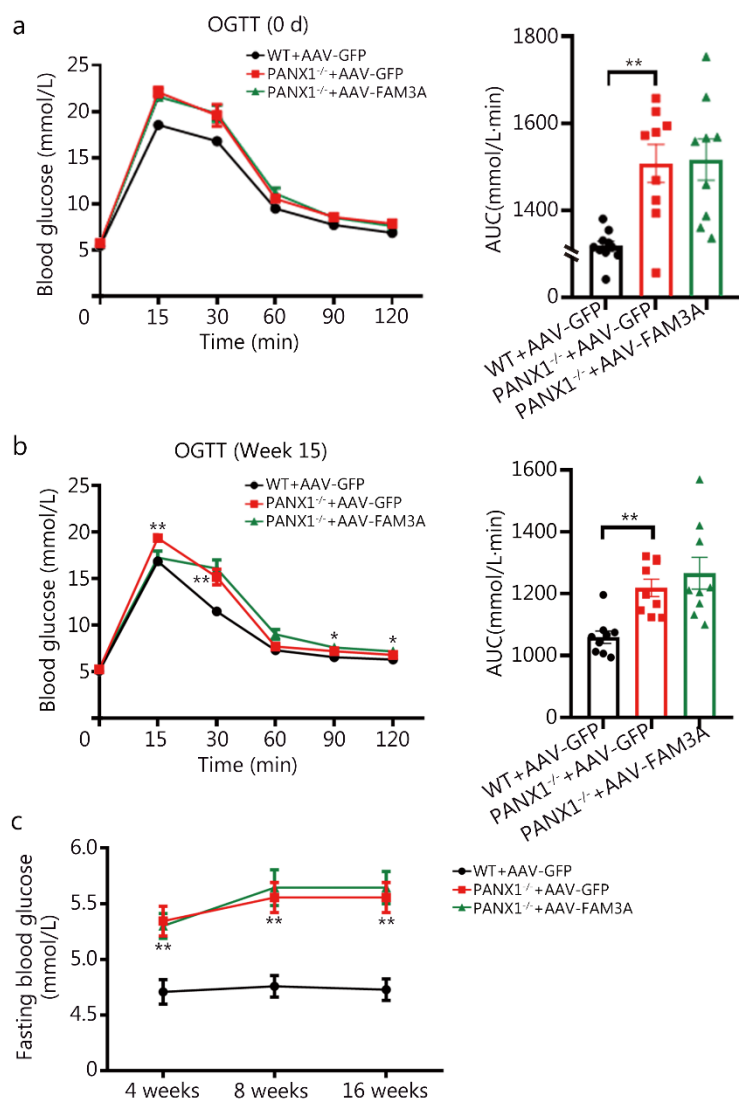 a
OGTT (0 d)
WT+AAV-GFP
PANX1⁻/⁻+AAV-GFP
PANX1⁻/⁻+AAV-FAM3A
Blood glucose (mmol/L)
25
20
15
10
5
0
15
30
60
90
120
Time (min)
AUC(mmol/L·min)
1800
1600
1400
0
**
WT+AAV-GFP
PANX1⁻/⁻+AAV-GFP
PANX1⁻/⁻+AAV-FAM3A
b
OGTT (Week 15)
WT+AAV-GFP
PANX1⁻/⁻+AAV-GFP
PANX1⁻/⁻+AAV-FAM3A
Blood glucose (mmol/L)
25
20
15
10
5
**
**
*
*
0
15
30
60
90
120
Time (min)
AUC(mmol/L·min)
1600
1400
1200
1000
0
**
WT+AAV-GFP
PANX1⁻/⁻+AAV-GFP
PANX1⁻/⁻+AAV-FAM3A
c
Fasting blood glucose
(mmol/L)
6.0
5.5
5.0
4.5
0
**
**
**
4 weeks
8 weeks
16 weeks
WT+AAV-GFP
PANX1⁻/⁻+AAV-GFP
PANX1⁻/⁻+AAV-FAM3A